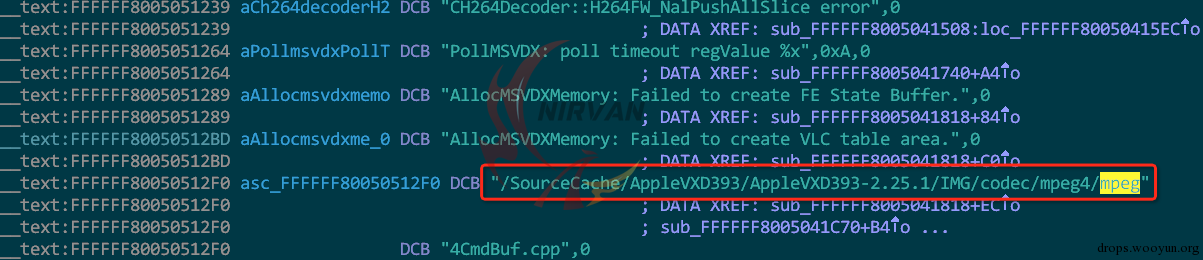 __text:FFFFFF8005051239 aCh264decoderH2 DCB "CH264Decoder::H264FW_NalPushAllSlice error",0
__text:FFFFFF8005051239 ; DATA XREF: sub_FFFFFF8005041508:loc_FFFFFF80050415EC↑o
__text:FFFFFF8005051264 aPollmsvdxPollT DCB "PollMSVDX: poll timeout regValue %x",0xA,0
__text:FFFFFF8005051264 ; DATA XREF: sub_FFFFFF8005041740+A4↑o
__text:FFFFFF8005051289 aAllocmsvdxmemo DCB "AllocMSVDXMemory: Failed to create FE State Buffer.",0
__text:FFFFFF8005051289 ; DATA XREF: sub_FFFFFF8005041818+84↑o
__text:FFFFFF80050512BD aAllocmsvdxme_0 DCB "AllocMSVDXMemory: Failed to create VLC table area.",0
__text:FFFFFF80050512BD ; DATA XREF: sub_FFFFFF8005041818+C0↑o
__text:FFFFFF80050512F0 asc_FFFFFF80050512F0 DCB "/SourceCache/AppleVXD393/AppleVXD393-2.25.1/IMG/codec/mpeg4/mpeg"
__text:FFFFFF80050512F0 ; DATA XREF: sub_FFFFFF8005041818+EC↑o
__text:FFFFFF80050512F0 ; sub_FFFFFF8005041C70+B4↑o ...
__text:FFFFFF80050512F0 DCB "4CmdBuf.cpp",0
NIRVAN
drops.wooyun.org